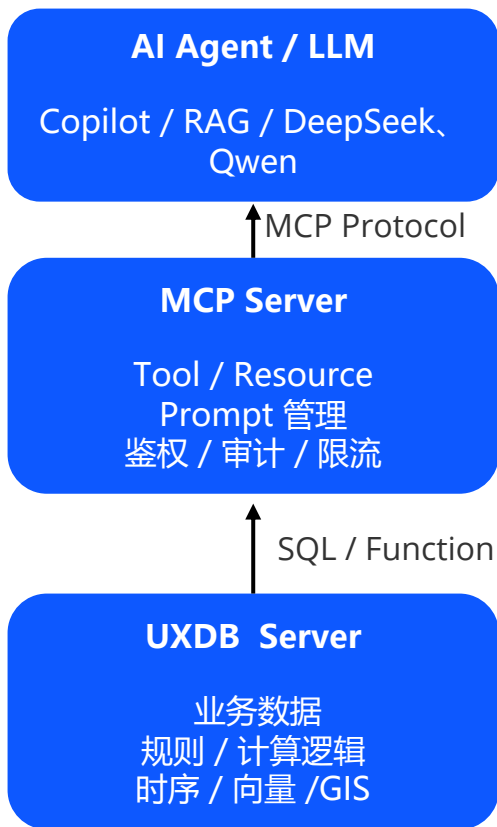 AI Agent / LLM
Copilot / RAG / DeepSeek、
Qwen
MCP Protocol
MCP Server
Tool / Resource
Prompt 管理
鉴权 / 审计 / 限流
SQL / Function
UXDB  Server
业务数据
规则 / 计算逻辑
时序 / 向量 /GIS